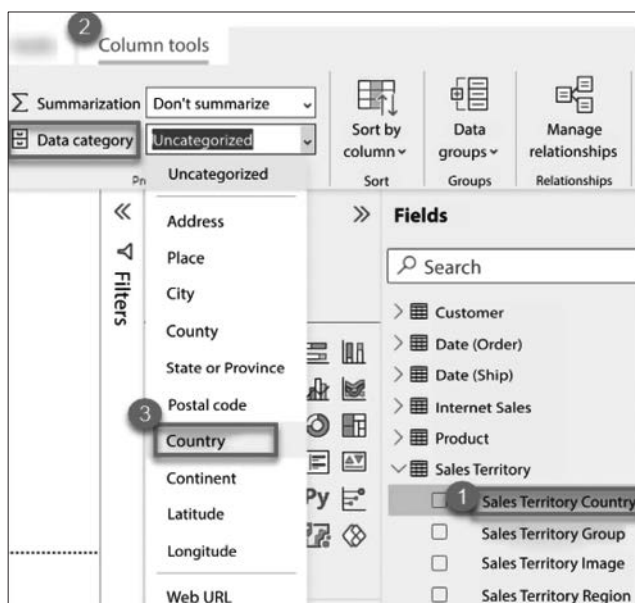 2
Column tools
Summarization
Don't summarize
Data category
Uncategorized
Sort by
column
Data
groups
Manage
relationships
Sort
Groups
Relationships
Uncategorized
Address
Place
City
County
State or Province
Postal code
3
Country
Continent
Latitude
Longitude
Web URL
Filters
Py
Fields
Search
Customer
Date (Order)
Date (Ship)
Internet Sales
Product
Sales Territory
1
Sales Territory Country
Sales Territory Group
Sales Territory Image
Sales Territory Region